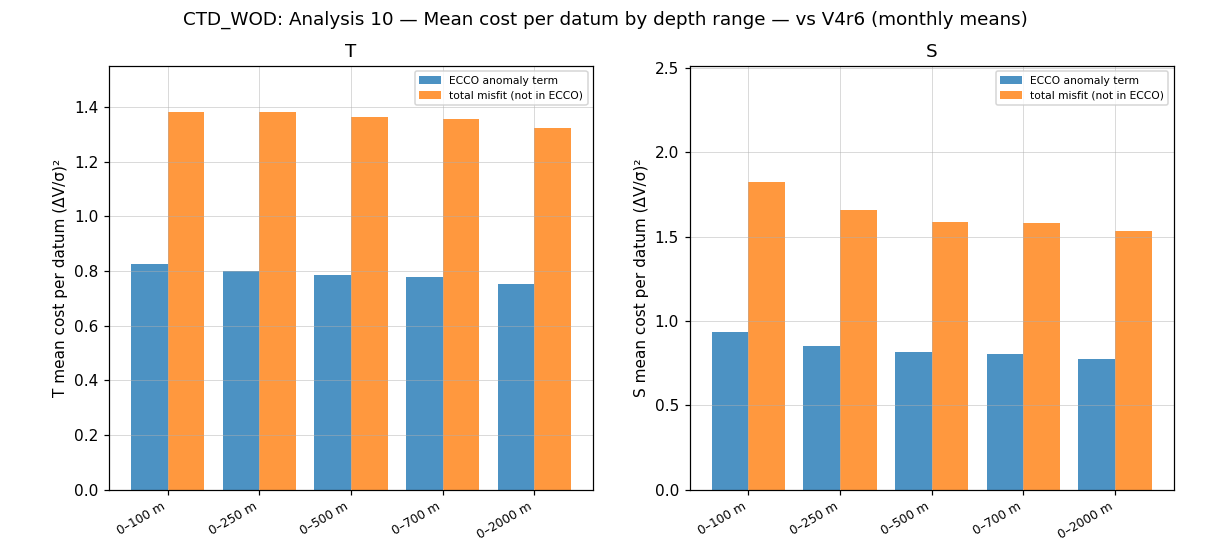 CTD_WOD: Analysis 10 — Mean cost per datum by depth range — vs V4r6 (monthly means)
T
T mean cost per datum (ΔV/σ)²
1.4
1.2
1.0
0.8
0.6
0.4
0.2
0.0
ECCO anomaly term
total misfit (not in ECCO)
0–100 m
0–250 m
0–500 m
0–700 m
0–2000 m
S
S mean cost per datum (ΔV/σ)²
2.5
2.0
1.5
1.0
0.5
0.0
ECCO anomaly term
total misfit (not in ECCO)
0–100 m
0–250 m
0–500 m
0–700 m
0–2000 m